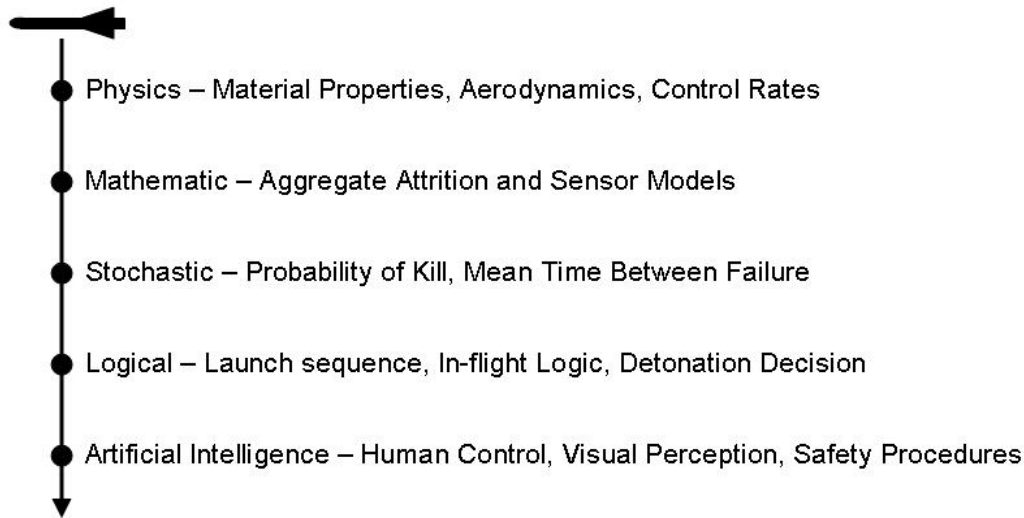 Physics – Material Properties, Aerodynamics, Control Rates
Mathematic – Aggregate Attrition and Sensor Models
Stochastic – Probability of Kill, Mean Time Between Failure
Logical – Launch sequence, In-flight Logic, Detonation Decision
Artificial Intelligence – Human Control, Visual Perception, Safety Procedures